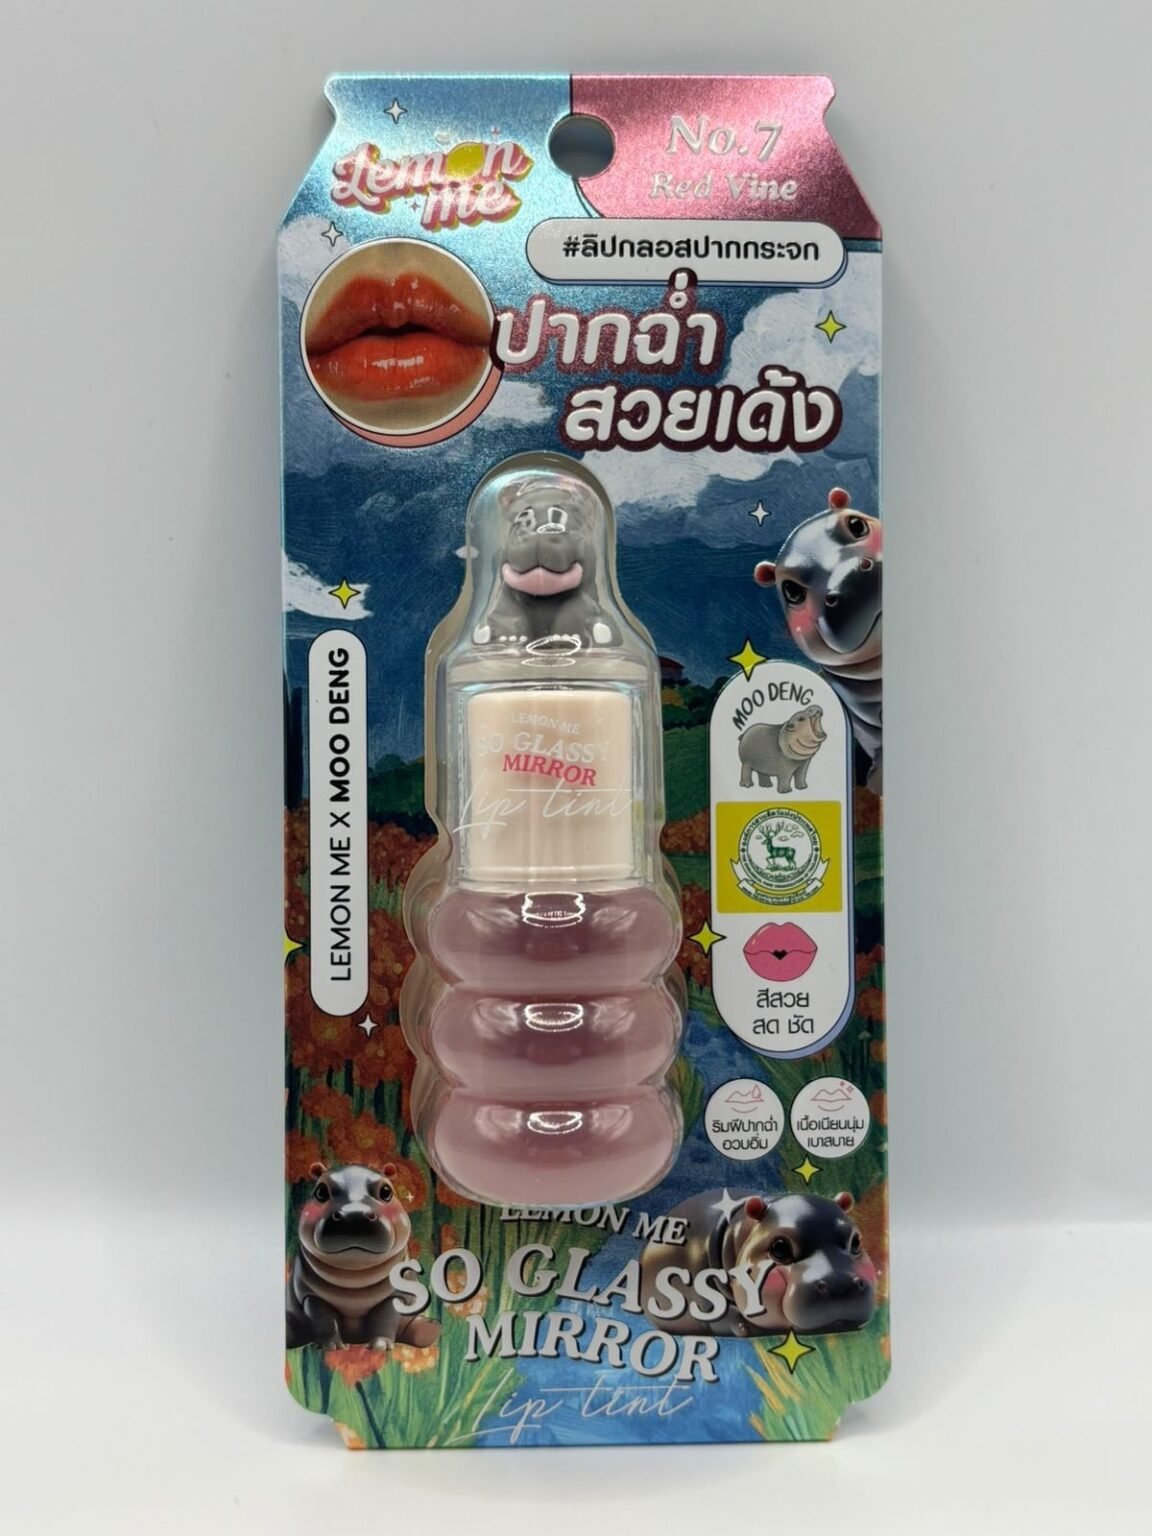 Lemon me
No.7
Red Vine
#ลิปกลอสปากกระจก
ปากฉ่ำ
สวยเด้ง
LEMON ME X MOO DENG
MOO DENG
LEMON ME
SO GLASSY
MIRROR
Lip tint
สีสวย
สด ชัด
ริมฝีปากฉ่ำ
อวบอิ่ม
เนื้อเนียนนุ่ม
เบาสบาย
LEMON ME
SO GLASSY
MIRROR
Lip tint